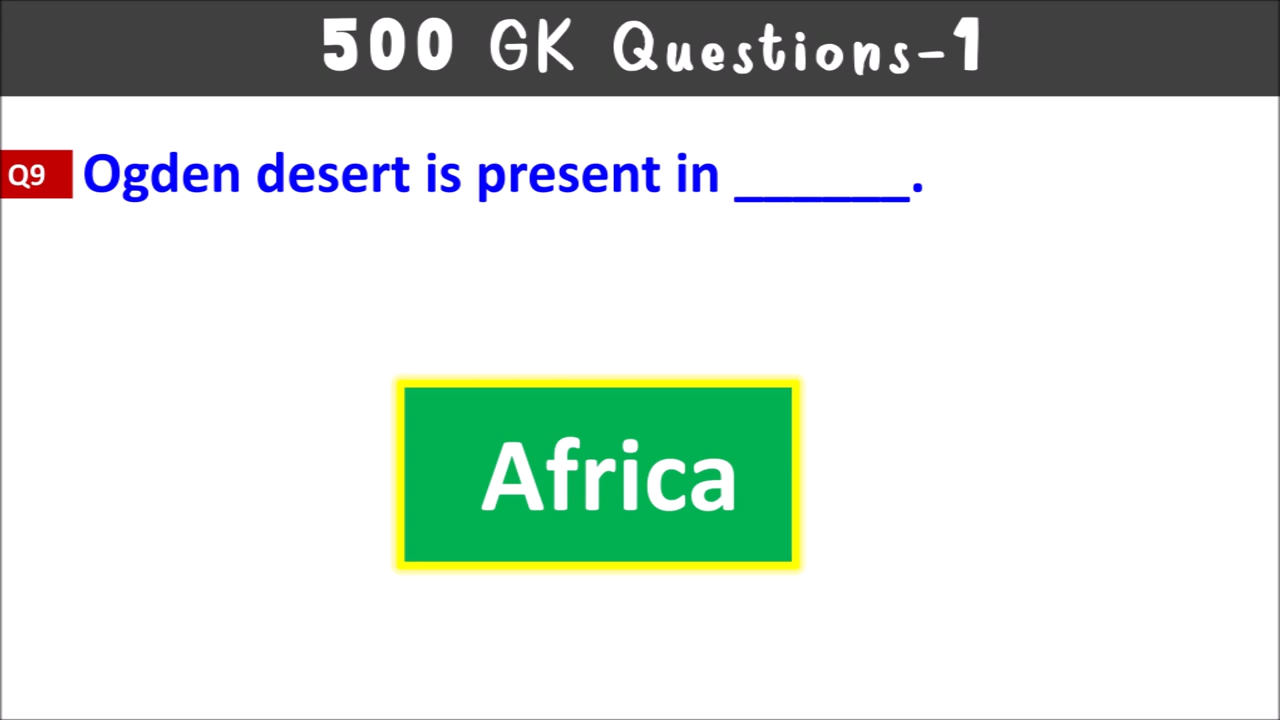 500 GK Questions-1
Q9 Ogden desert is present in ______.
Africa